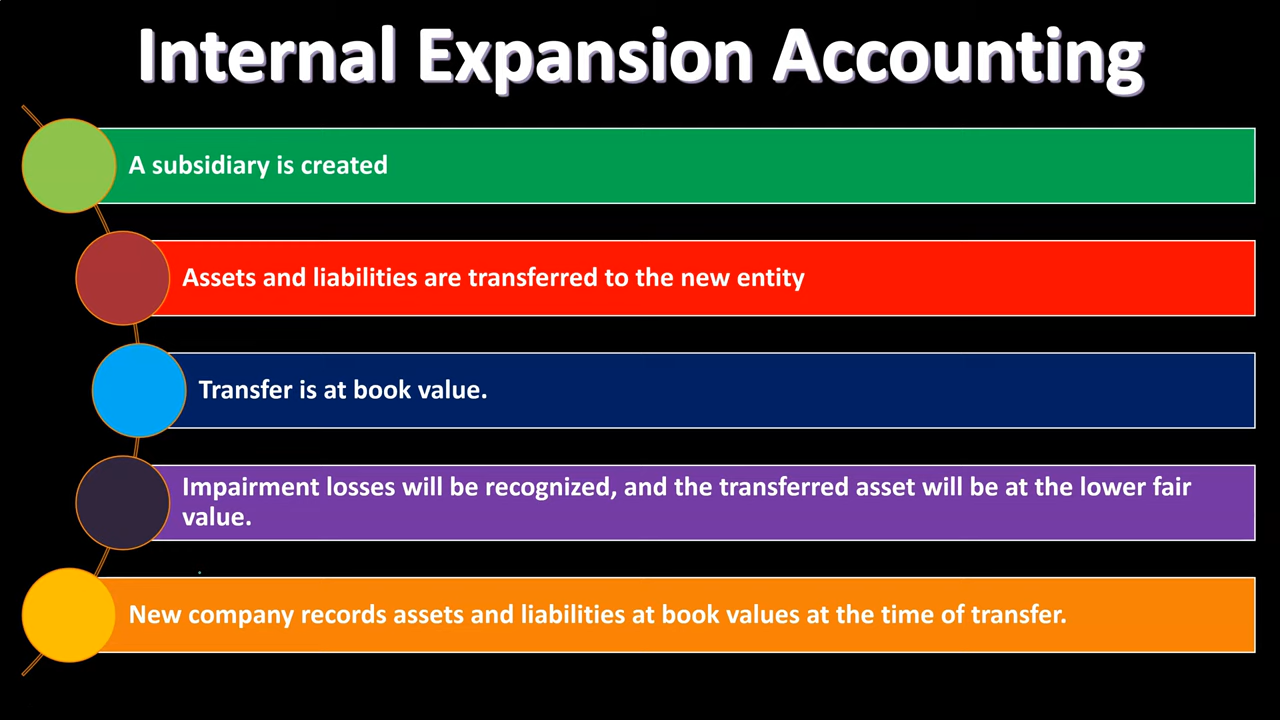 Internal Expansion Accounting
A subsidiary is created
Assets and liabilities are transferred to the new entity
Transfer is at book value.
Impairment losses will be recognized, and the transferred asset will be at the lower fair
value.
New company records assets and liabilities at book values at the time of transfer.